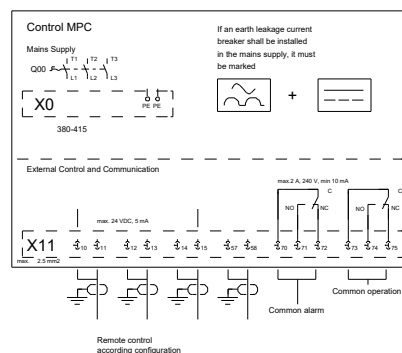 Control MPC
If an earth leakage current
breaker shall be installed
in the mains supply, it must
be marked
Mains Supply
T1 T2 T3
Q00
L1 L2 L3
+
X0
PE PE
380-415
External Control and Communication
max.2 A, 240 V, min 10 mA
C C
NO NC NO NC
max. 24 VDC, 5 mA
X11
10 11 12 13 14 15 57 58 70 71 72 73 74 75
max. 2.5 mm2
Common operation
Common alarm
Remote control
according configuration